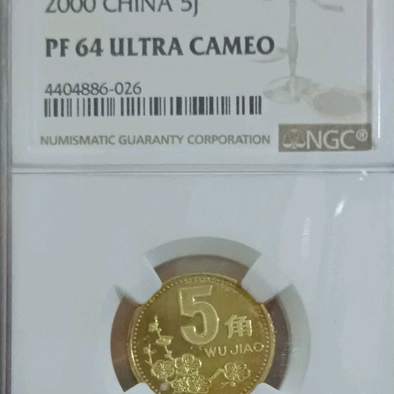 2000 CHINA 5J
PF 64 ULTRA CAMEO
4404886-026
NUMISMATIC GUARANTY CORPORATION NGC®
5角
WU JIAO